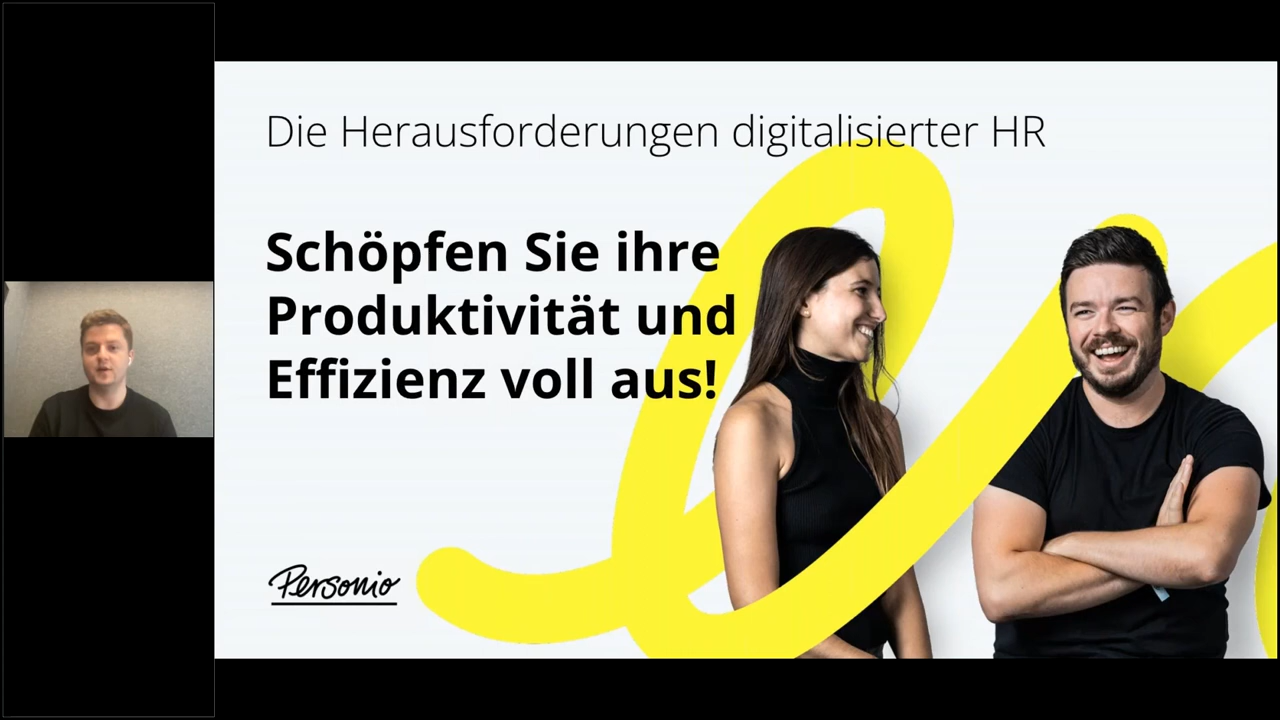 Die Herausforderungen digitalisierter HR
Schöpfen Sie ihre
Produktivität und
Effizienz voll aus!
Personio